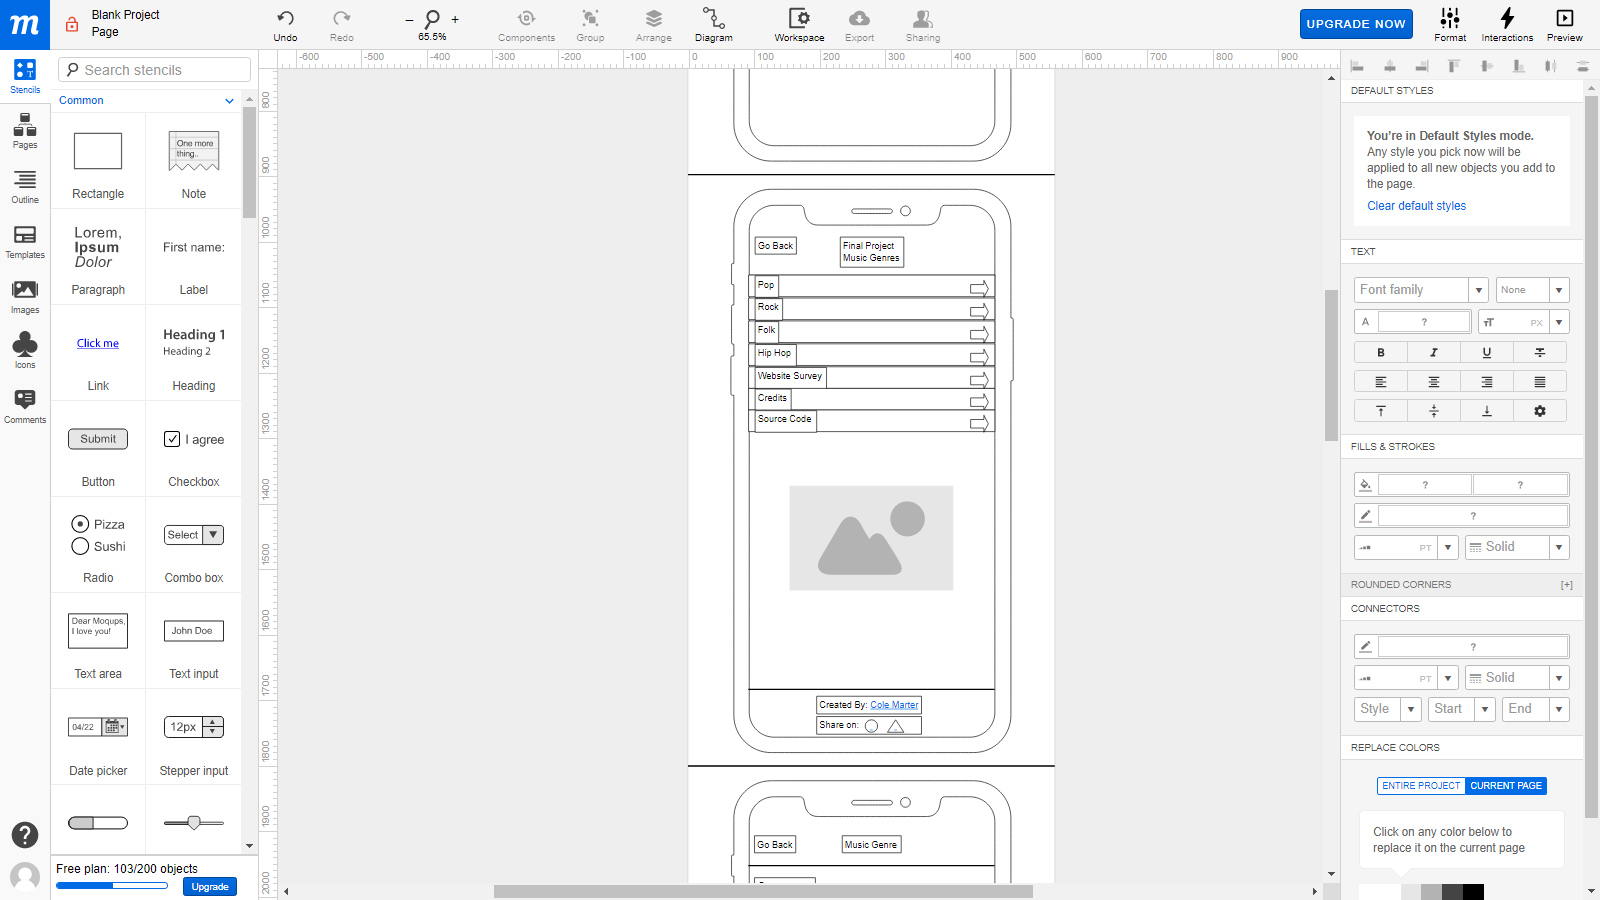 m
Blank Project
Page
Undo
Redo
65.5%
Components
Group
Arrange
Diagram
Workspace
Export
Sharing
UPGRADE NOW
Format
Interactions
Preview
Stencils
Pages
Outline
Templates
Images
Icons
Comments
Search stencils
Common
Rectangle
One more
thing..
Note
Lorem,
Ipsum
Dolor
Paragraph
First name:
Label
Click me
Link
Heading 1
Heading 2
Heading
Submit
Button
I agree
Checkbox
Pizza
Sushi
Radio
Select
Combo box
Dear Moqups,
I love you!
Text area
John Doe
Text input
04/22
Date picker
12px
Stepper input
Free plan: 103/200 objects
Upgrade
-600
-500
-400
-300
-200
-100
0
100
200
300
400
500
600
700
800
900
800
900
1000
1100
1200
1300
1400
1500
1600
1700
1800
1900
2000
Go Back
Final Project
Music Genres
Pop
Rock
Folk
Hip Hop
Website Survey
Credits
Source Code
Created By: Cole Marter
Share on:
Go Back
Music Genre
DEFAULT STYLES
You're in Default Styles mode.
Any style you pick now will be
applied to all new objects you add to
the page.
Clear default styles
TEXT
Font family
None
A
?
TT
PX
B
I
U
FILLS & STROKES
?
?
?
PT
Solid
ROUNDED CORNERS
[+]
CONNECTORS
?
PT
Solid
Style
Start
End
REPLACE COLORS
ENTIRE PROJECT
CURRENT PAGE
Click on any color below to
replace it on the current page